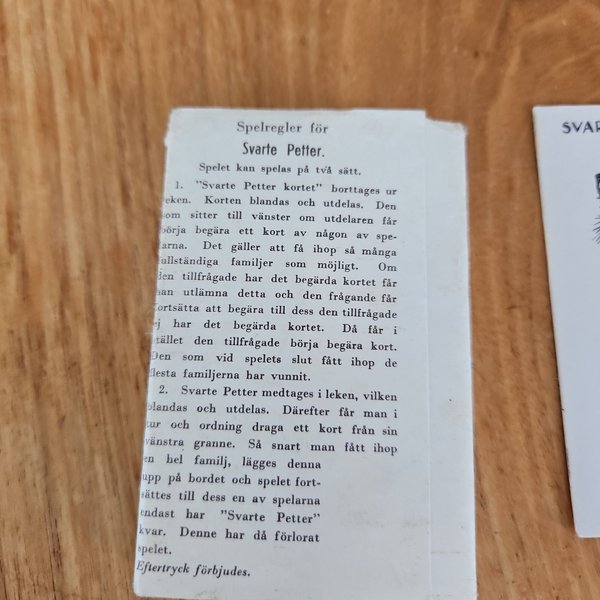 Spelregler för
Svarte Petter.
Spelet kan spelas på två sätt.
1. "Svarte Petter kortet" borttages ur
leken. Korten blandas och utdelas. Den
som sitter till vänster om utdelaren får
börja begära ett kort av någon av spe-
larna. Det gäller att få ihop så många
fullständiga familjer som möjligt. Om
den tillfrågade har det begärda kortet får
han utlämna detta och den frågande får
fortsätta att begära till dess den tillfrågade
ej har det begärda kortet. Då får i
stället den tillfrågade börja begära kort.
Den som vid spelets slut fått ihop de
flesta familjerna har vunnit.
2. Svarte Petter medtages i leken, vilken
blandas och utdelas. Därefter får man i
tur och ordning draga ett kort från sin
vänstra granne. Så snart man fått ihop
en hel familj, lägges denna
upp på bordet och spelet fort-
sättes till dess en av spelarna
endast har "Svarte Petter"
kvar. Denne har då förlorat
spelet.
Eftertryck förbjudes.
SVAR